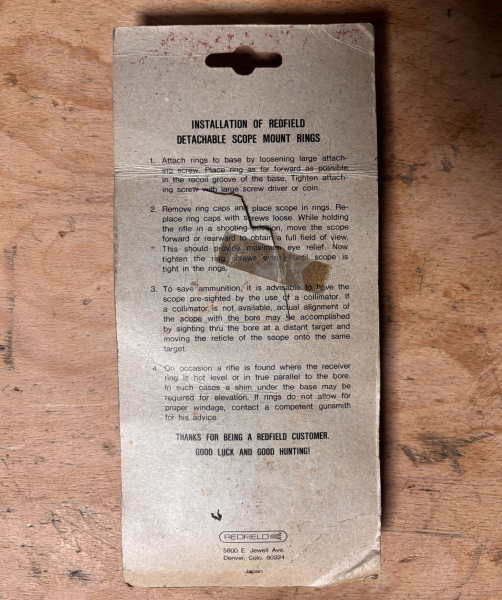 INSTALLATION OF REDFIELD
DETACHABLE SCOPE MOUNT RINGS
1. Attach rings to base by loosening large attach-
ing screw. Place ring as far forward as possible
in the recoil groove of the base. Tighten attach-
ing screw with large screw driver or coin.
2. Remove ring caps and place scope in rings. Re-
place ring caps with screws loose. While holding
the rifle in a shooting position, move the scope
forward or rearward to obtain a full field of view.
This should provide maximum eye relief. Now
tighten the ring screws evenly until scope is
tight in the rings.
3. To save ammunition, it is advisable to have the
scope pre-sighted by the use of a collimator. If
a collimator is not available, actual alignment of
the scope with the bore may be accomplished
by sighting thru the bore at a distant target and
moving the reticle of the scope onto the same
target.
4. On occasion a rifle is found where the receiver
ring is not level or in true parallel to the bore.
In such cases a shim under the base may be
required for elevation. If rings do not allow for
proper windage, contact a competent gunsmith
for his advice.
THANKS FOR BEING A REDFIELD CUSTOMER.
GOOD LUCK AND GOOD HUNTING!
REDFIELD
5800 E. Jewell Ave.
Denver, Colo. 80224
Japan